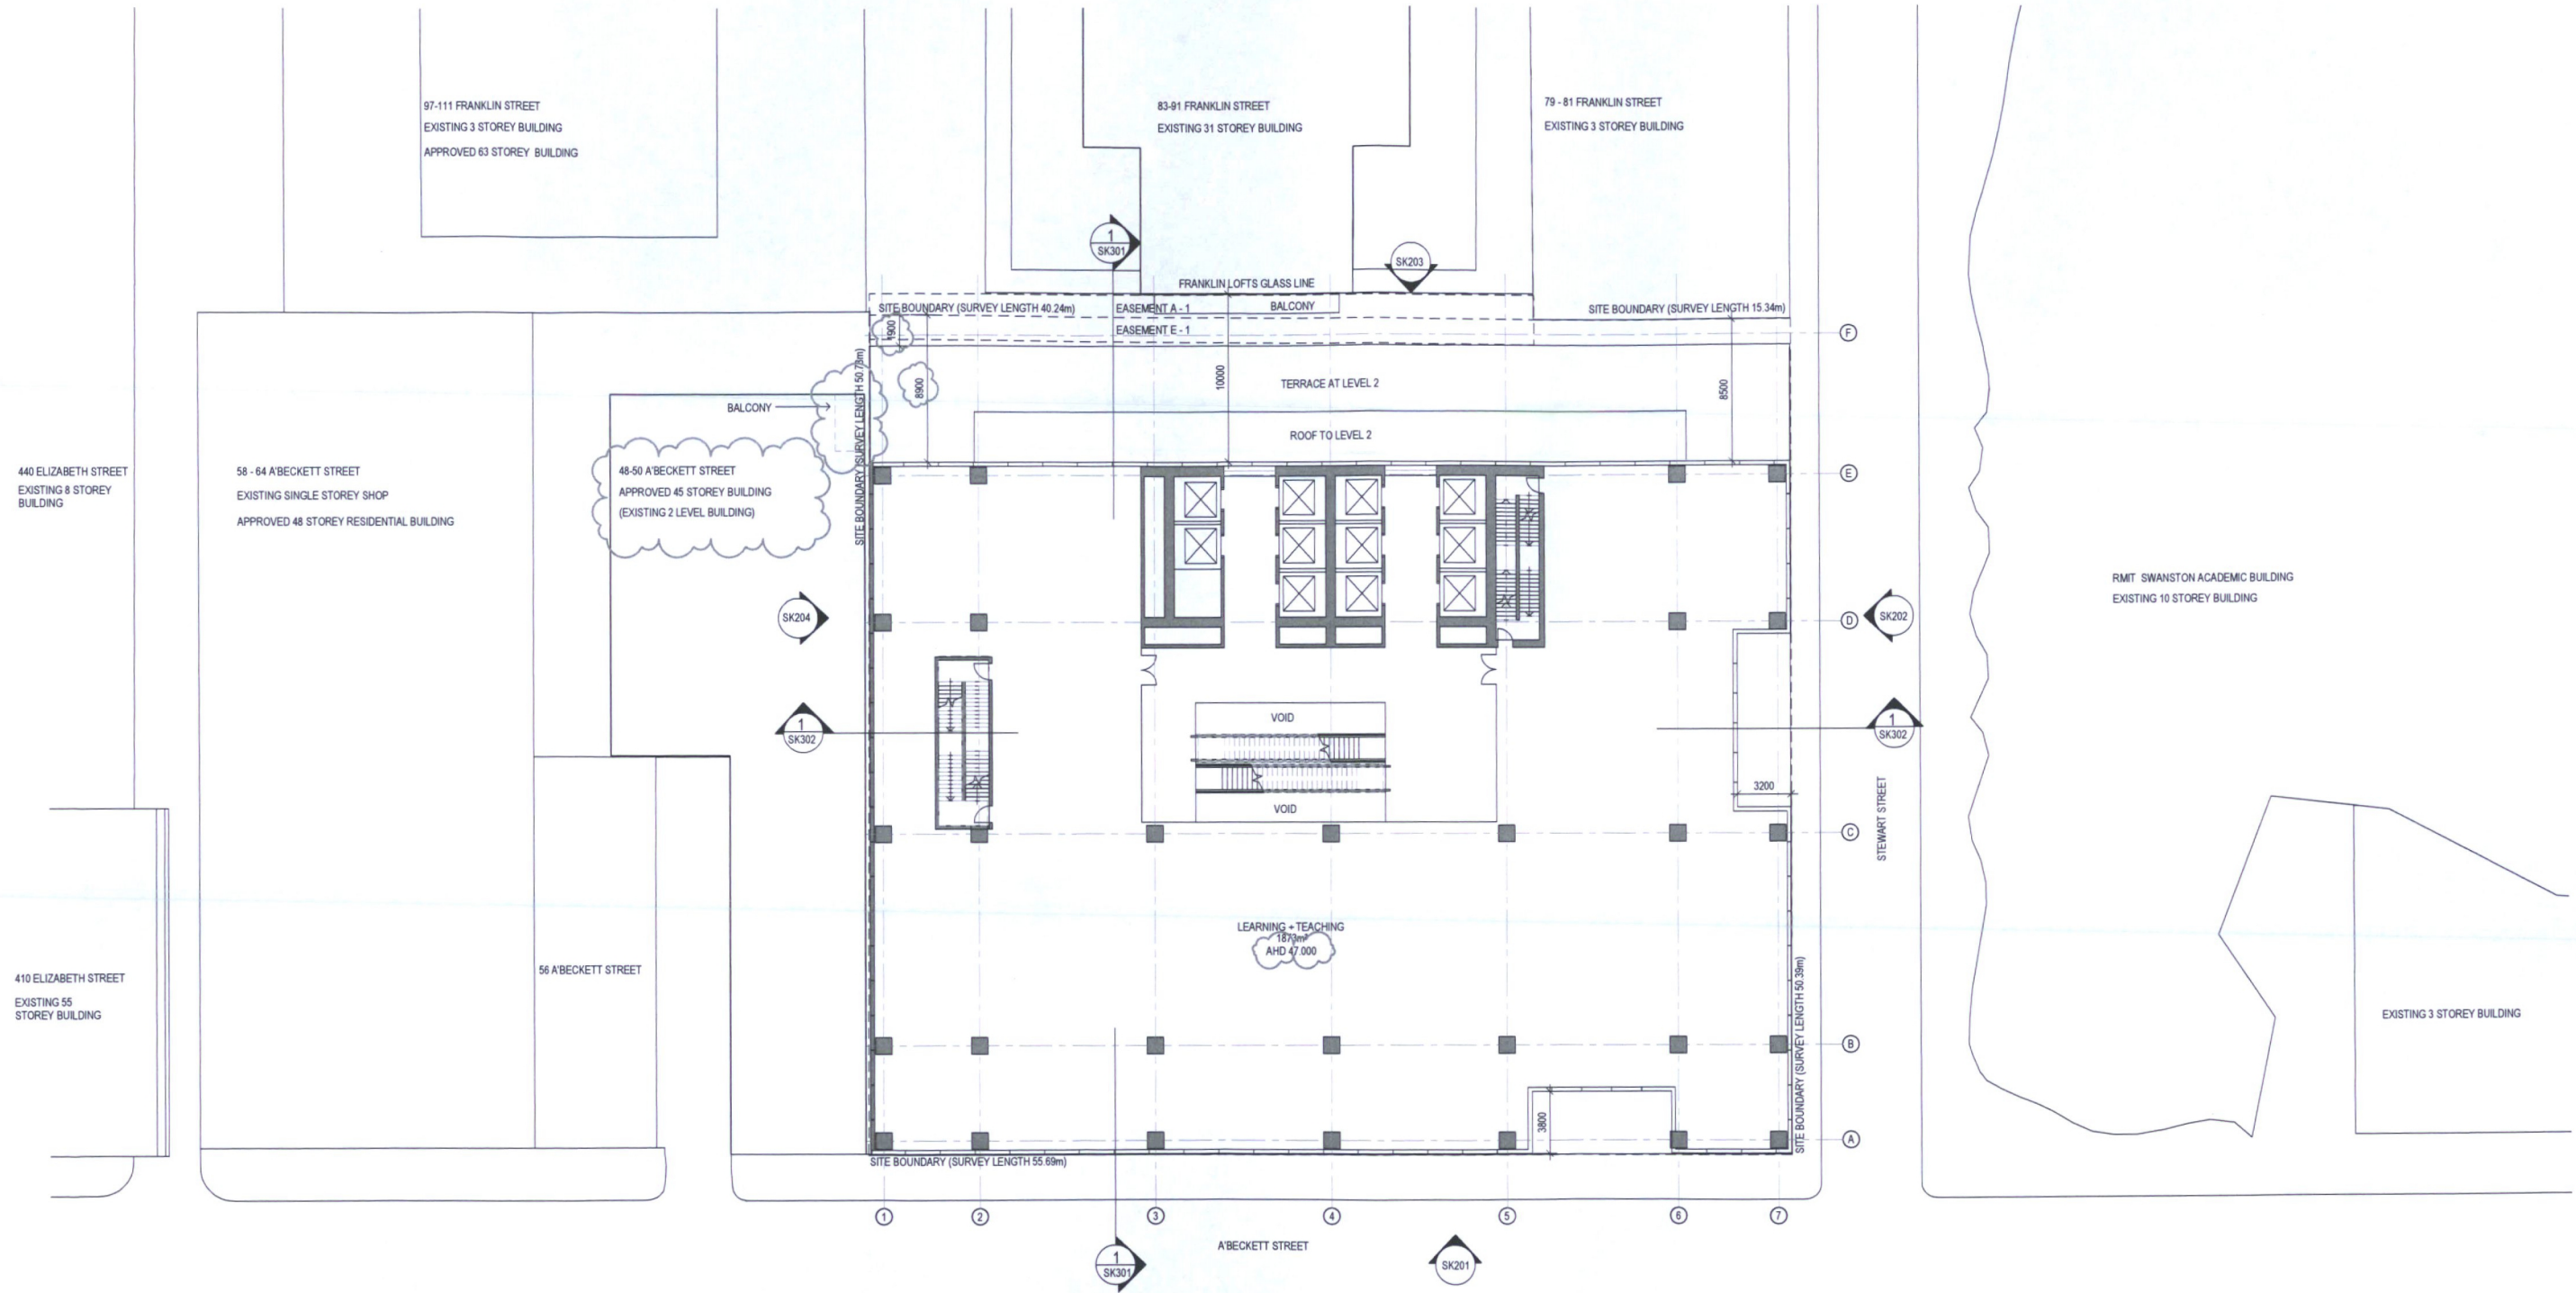 97-111 FRANKLIN STREET
EXISTING 3 STOREY BUILDING
APPROVED 63 STOREY BUILDING
83-91 FRANKLIN STREET
EXISTING 31 STOREY BUILDING
79 - 81 FRANKLIN STREET
EXISTING 3 STOREY BUILDING
1
SK301
SK203
FRANKLIN LOFTS GLASS LINE
SITE BOUNDARY (SURVEY LENGTH 40.24m)
EASEMENT A - 1
BALCONY
SITE BOUNDARY (SURVEY LENGTH 15.34m)
EASEMENT E - 1
F
1900
8900
10000
8500
TERRACE AT LEVEL 2
ROOF TO LEVEL 2
BALCONY
SITE BOUNDARY (SURVEY LENGTH 50.73m)
440 ELIZABETH STREET
EXISTING 8 STOREY
BUILDING
58 - 64 A'BECKETT STREET
EXISTING SINGLE STOREY SHOP
APPROVED 48 STOREY RESIDENTIAL BUILDING
48-50 A'BECKETT STREET
APPROVED 45 STOREY BUILDING
(EXISTING 2 LEVEL BUILDING)
E
RMIT SWANSTON ACADEMIC BUILDING
EXISTING 10 STOREY BUILDING
SK204
D
SK202
1
SK302
VOID
VOID
1
SK302
3200
STEWART STREET
C
LEARNING + TEACHING
1873m²
AHD 47.000
410 ELIZABETH STREET
EXISTING 55
STOREY BUILDING
56 A'BECKETT STREET
SITE BOUNDARY (SURVEY LENGTH 50.39m)
EXISTING 3 STOREY BUILDING
B
3800
A
SITE BOUNDARY (SURVEY LENGTH 55.69m)
1
2
3
4
5
6
7
A'BECKETT STREET
1
SK301
SK201